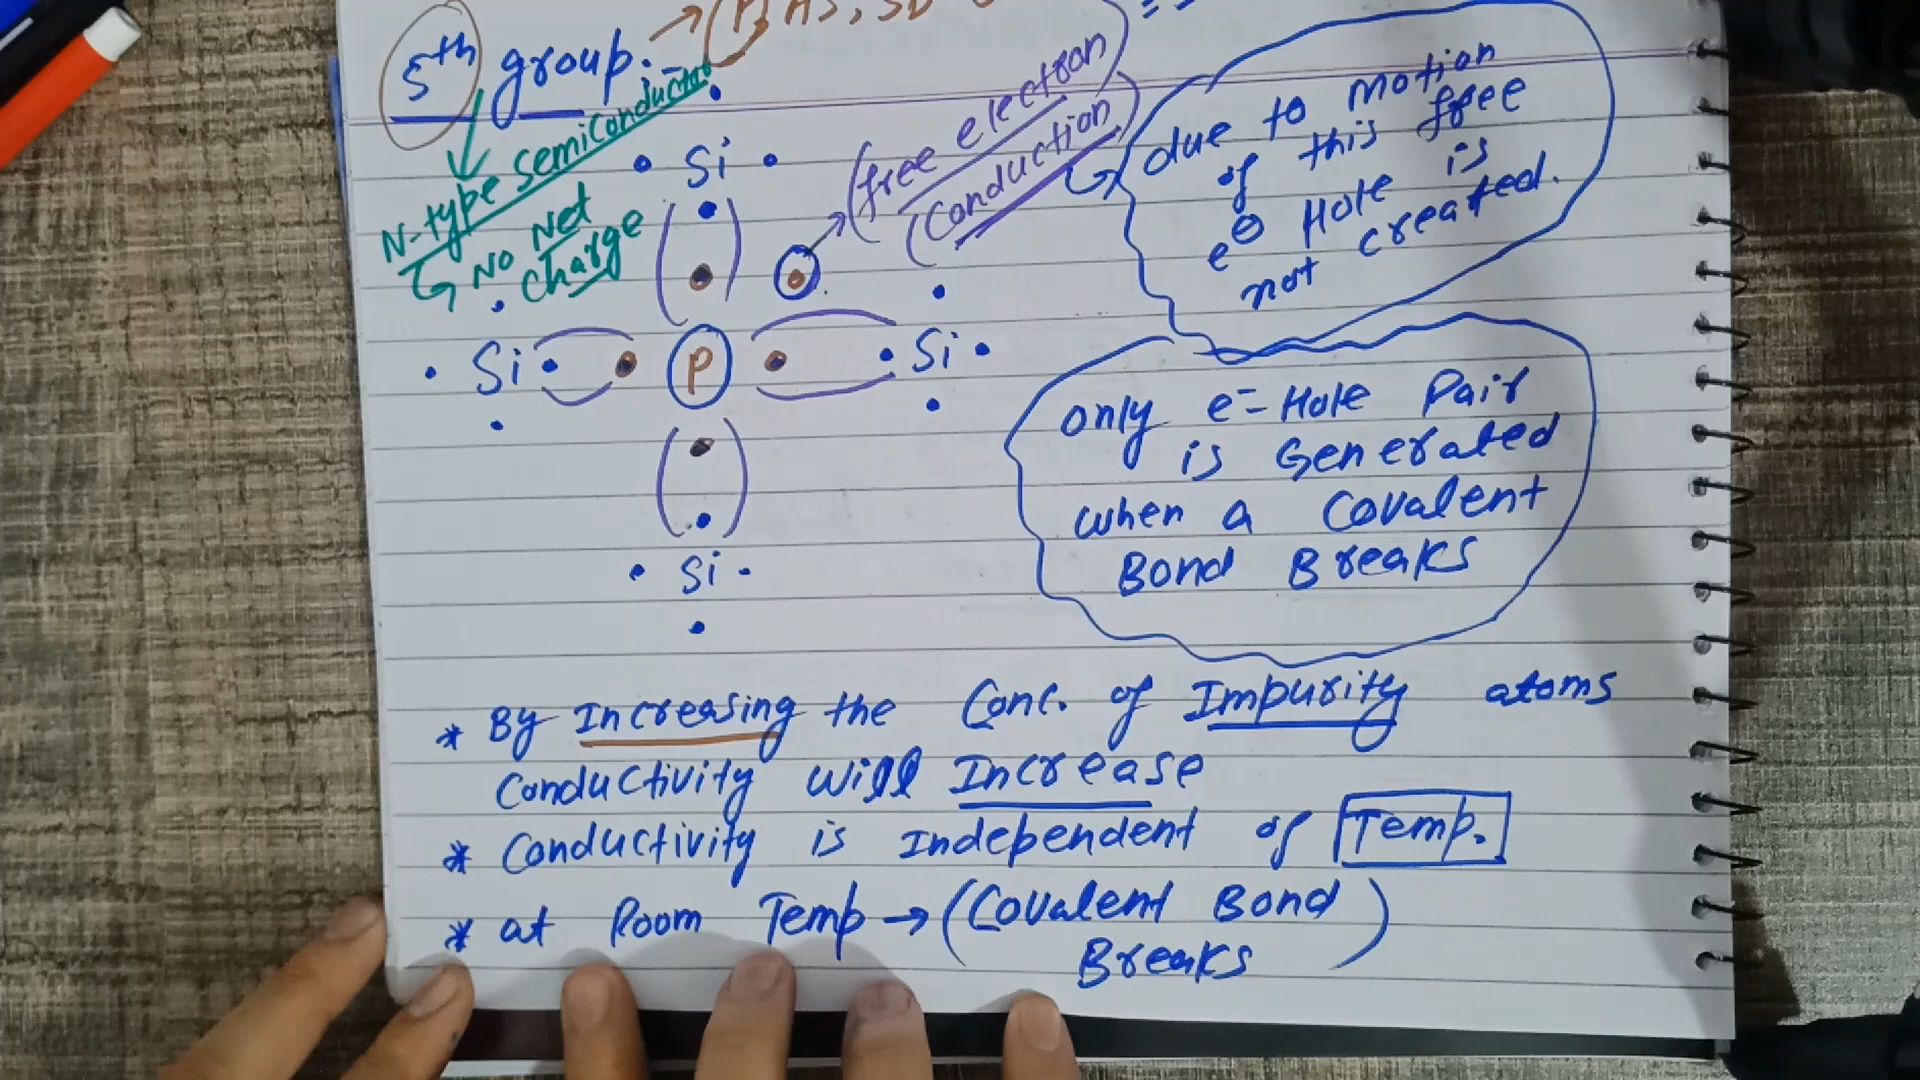 5th group. → (P, As, Sb
N-type semiconductor
No Net
charge
Si
(free electron)
(conduction)
due to motion
of this free
e⊖ Hole is
not created.
Si P Si
Si
only e⁻- Hole Pair
is Generated
when a Covalent
Bond Breaks
* By Increasing the Conc. of Impurity atoms
Conductivity will Increase
* Conductivity is Independent of Temp.
* at Room Temp → (Covalent Bond
Breaks)